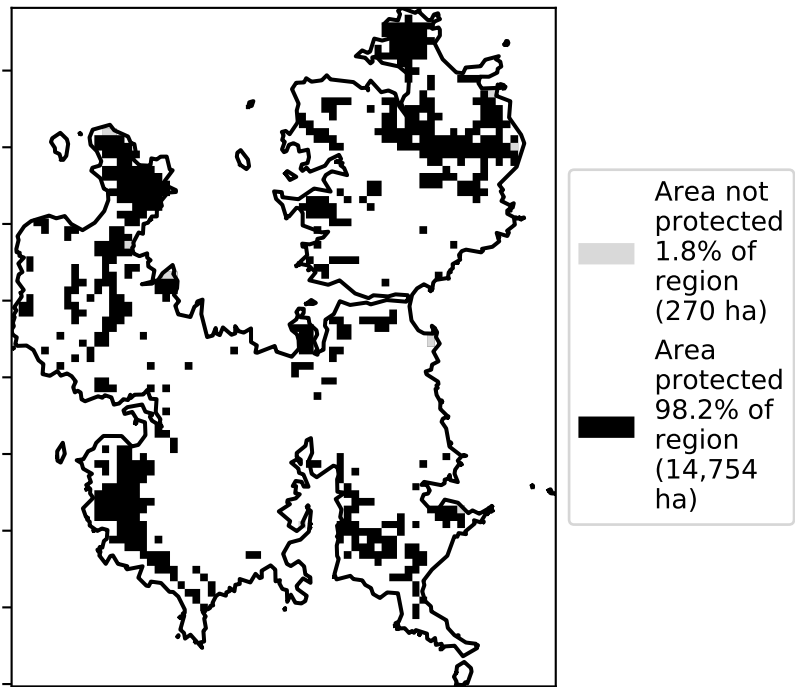 Area not
protected
1.8% of
region
(270 ha)
Area
protected
98.2% of
region
(14,754
ha)